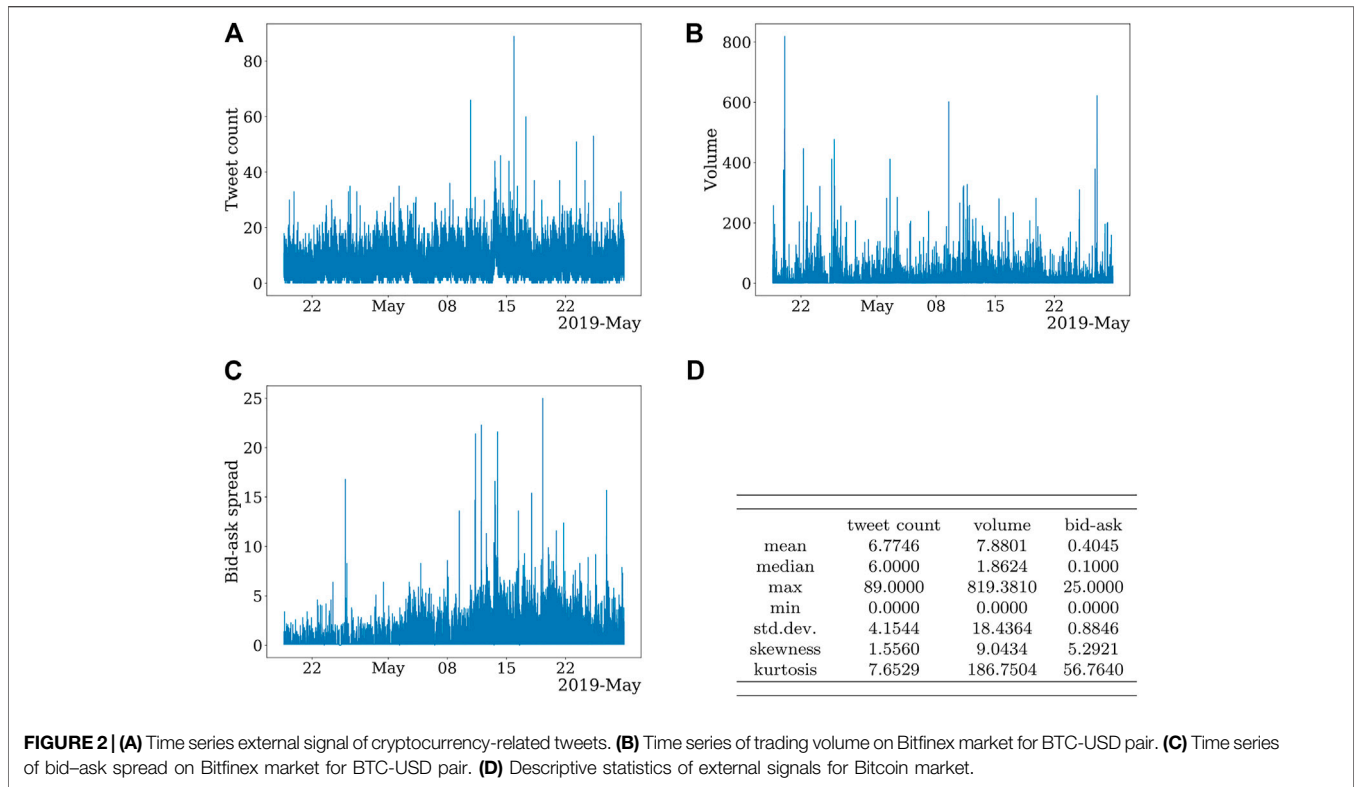 A
80
60
40
20
0
Tweet count
22 May 08 15 22
2019-May
B
800
600
400
200
0
Volume
22 May 08 15 22
2019-May
C
25
20
15
10
5
0
Bid-ask spread
22 May 08 15 22
2019-May
D
tweet count volume bid-ask
mean 6.7746 7.8801 0.4045
median 6.0000 1.8624 0.1000
max 89.0000 819.3810 25.0000
min 0.0000 0.0000 0.0000
std.dev. 4.1544 18.4364 0.8846
skewness 1.5560 9.0434 5.2921
kurtosis 7.6529 186.7504 56.7640
FIGURE 2 | (A) Time series external signal of cryptocurrency-related tweets. (B) Time series of trading volume on Bitfinex market for BTC-USD pair. (C) Time series
of bid–ask spread on Bitfinex market for BTC-USD pair. (D) Descriptive statistics of external signals for Bitcoin market.